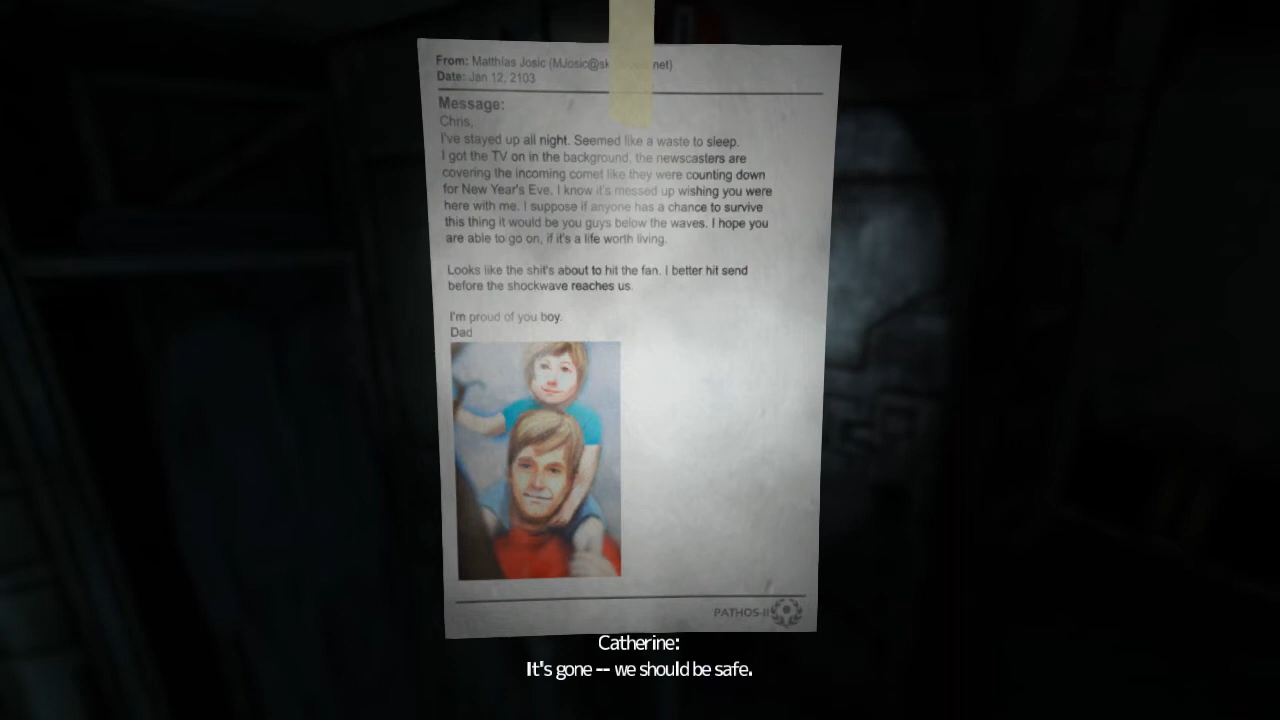 From: Matthias Josic (MJosic@sk net)
Date: Jan 12, 2103
Message:
Chris,
I've stayed up all night. Seemed like a waste to sleep.
I got the TV on in the background, the newscasters are
covering the incoming comet like they were counting down
for New Year's Eve. I know it's messed up wishing you were
here with me. I suppose if anyone has a chance to survive
this thing it would be you guys below the waves. I hope you
are able to go on, if it's a life worth living.
Looks like the shit's about to hit the fan. I better hit send
before the shockwave reaches us.
I'm proud of you boy.
Dad
PATHOS-II
Catherine:
It's gone -- we should be safe.